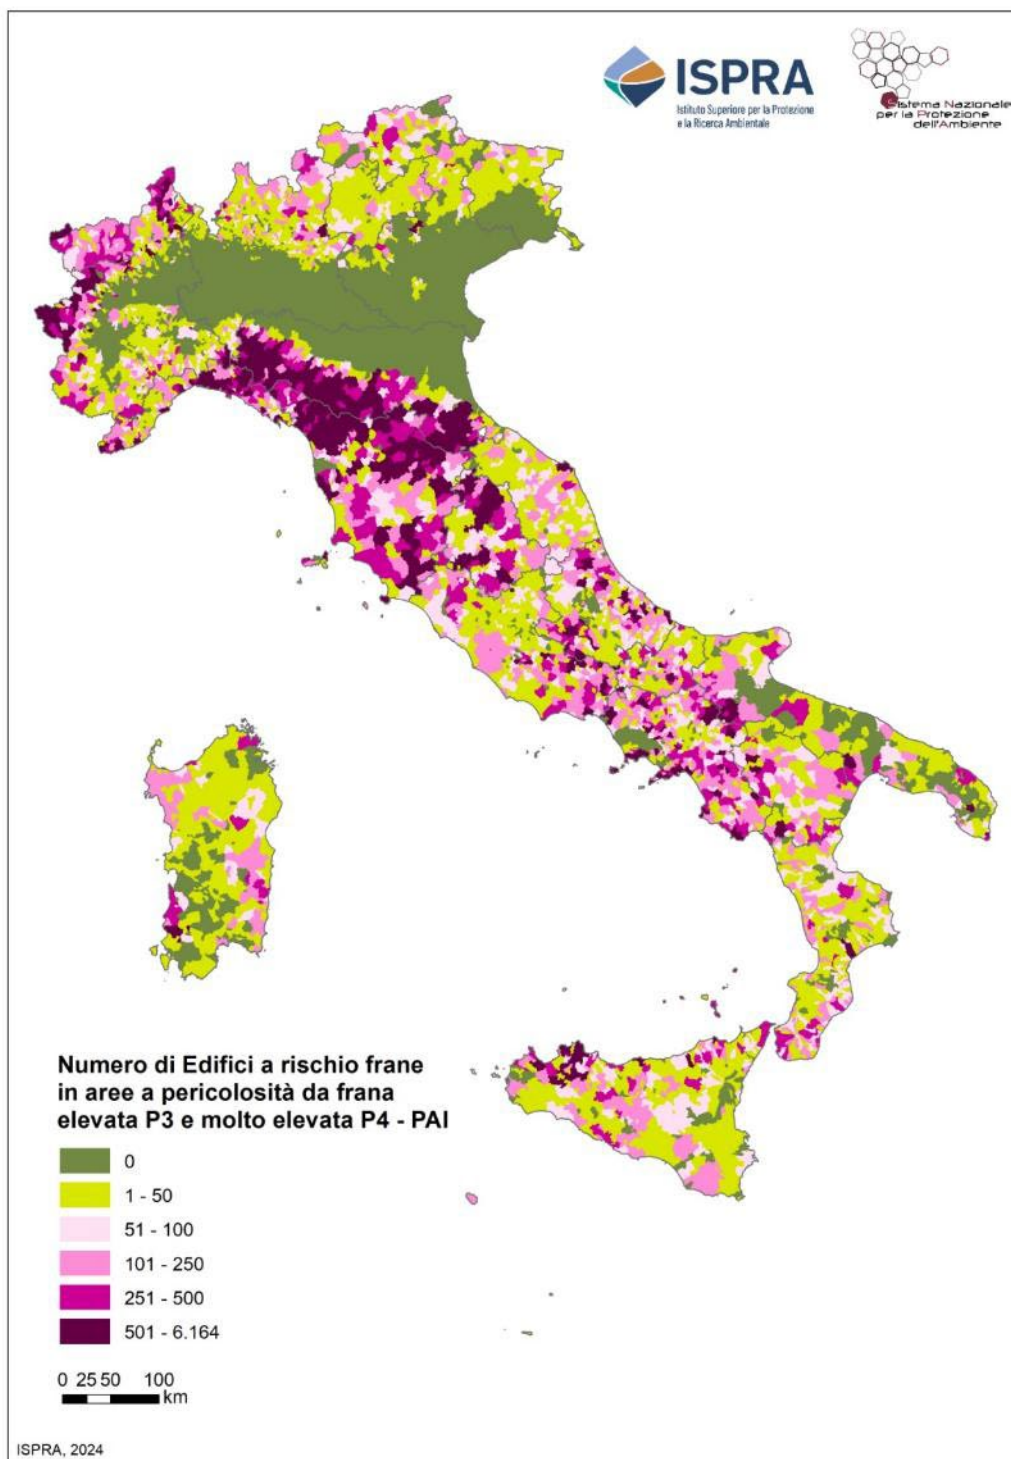 ISPRA
Istituto Superiore per la Protezione
e la Ricerca Ambientale
Sistema Nazionale
per la Protezione
dell'Ambiente
Numero di Edifici a rischio frane
in aree a pericolosità da frana
elevata P3 e molto elevata P4 - PAI
0
1 - 50
51 - 100
101 - 250
251 - 500
501 - 6.164
0 25 50 100
km
ISPRA, 2024